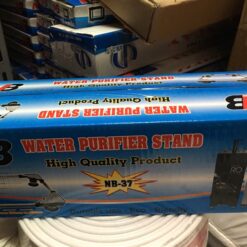 WATER PURIFIER STAND
High Quality Product
B
B
WATER PURIFIER STAND
High Quality Product
NB-37